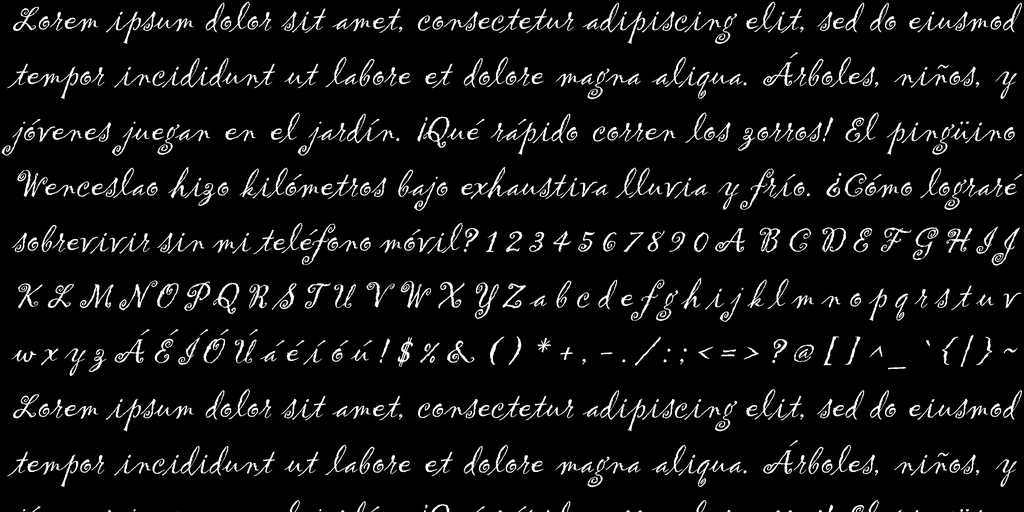 Lorem ipsum dolor sit amet, consectetur adipiscing elit, sed do eiusmod
tempor incididunt ut labore et dolore magna aliqua. Árboles, niños, y
jóvenes juegan en el jardín. ¡Qué rápido corren los zorros! El pingüino
Wenceslao hizo kilómetros bajo exhaustiva lluvia y frío. ¿Cómo lograré
sobrevivir sin mi teléfono móvil? 1 2 3 4 5 6 7 8 9 0 A B C D E F G H I J
K L M N O P Q R S T U V W X Y Z a b c d e f g h i j k l m n o p q r s t u v
w x y z Á É Í Ó Ú á é í ó ú ! $ % & ( ) * + , - . / : ; < = > ? @ [ ] ^ _ ` { | } ~
Lorem ipsum dolor sit amet, consectetur adipiscing elit, sed do eiusmod
tempor incididunt ut labore et dolore magna aliqua. Árboles, niños, y